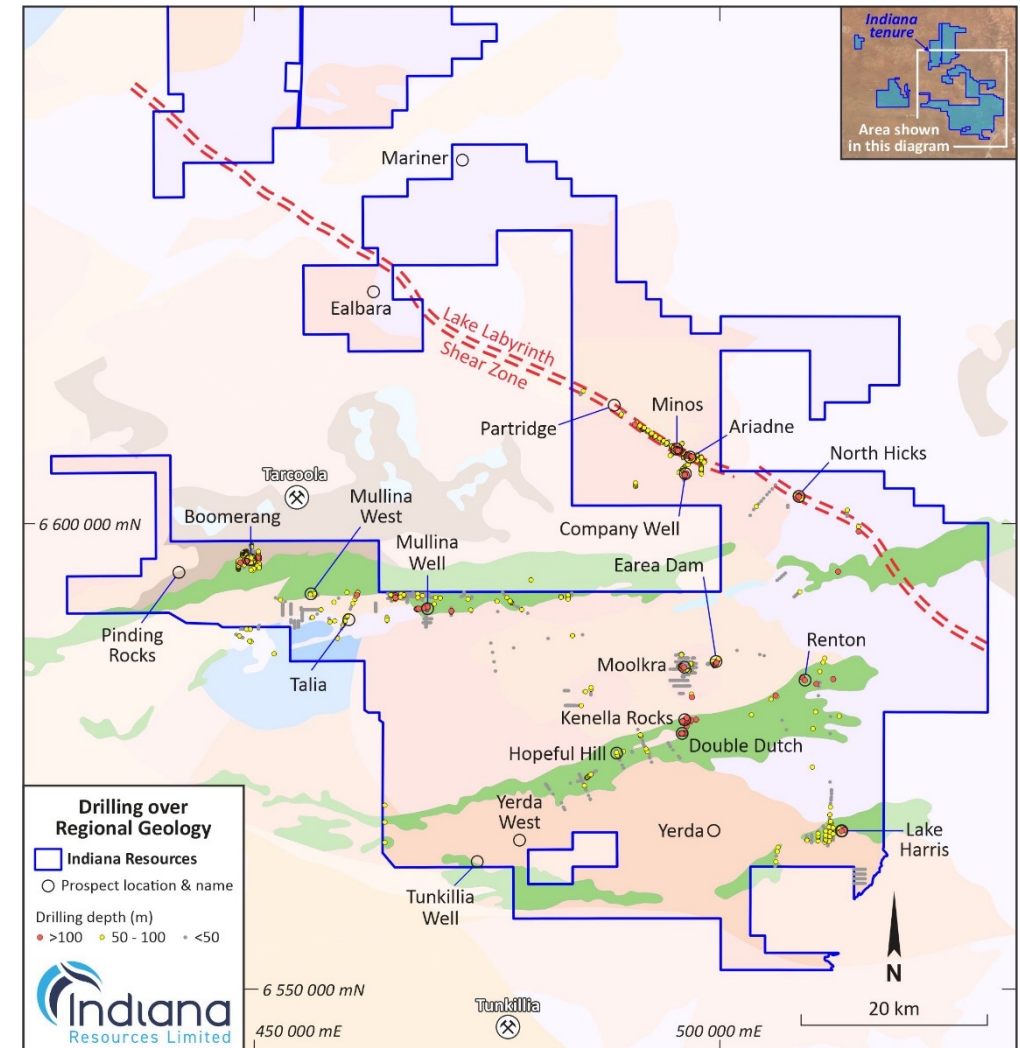 Indiana
tenure
Area shown
in this diagram
Mariner
Ealbara
Lake Labyrinth
Shear Zone
Partridge
Minos
Ariadne
North Hicks
Tarcoola
Mullina
West
Boomerang
6 600 000 mN
Company Well
Mullina
Well
Earea Dam
Pinding
Rocks
Talia
Moolkra
Renton
Kenella Rocks
Double Dutch
Hopeful Hill
Yerda
West
Yerda
Lake
Harris
Tunkillia
Well
Drilling over
Regional Geology
Indiana Resources
Prospect location & name
Drilling depth (m)
>100 50 - 100 <50
Indiana
Resources Limited
6 550 000 mN
Tunkillia
450 000 mE
500 000 mE
N
20 km